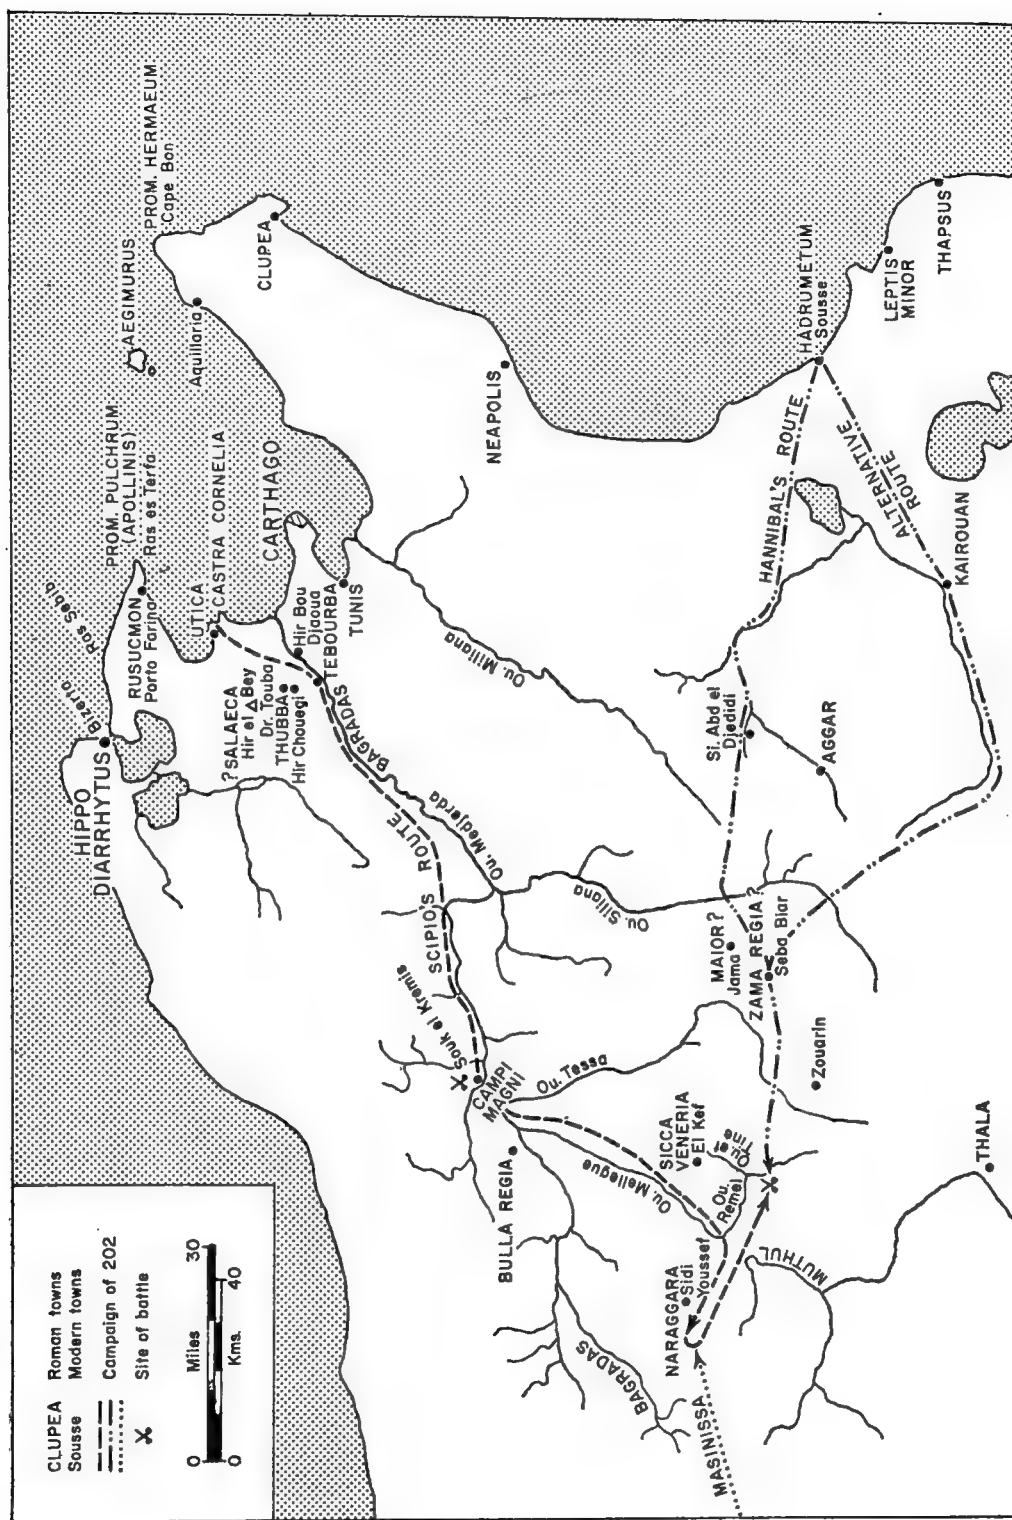 CLUPEA Roman towns
Sousse Modern towns
Campaign of 202
Site of battle
0 Miles 30
0 Kms. 40
HIPPO
DIARRHYTUS
Bizerta
Ras Sebib
PROM. PULCHRUM
(APOLLINIS)
Ras es Terfa
RUSUCMON
Porto Farina
AEGIMURUS
PROM. HERMAEUM
Cape Bon
Aquilaria
CLUPEA
UTICA
CASTRA CORNELIA
CARTHAGO
?SALAECA
Hir el Bey
Dr. Touba
THUBBA
Hir Chouegi
Hir Bou
Djaoua
TEBOURBA
TUNIS
BAGRADAS
Ou. Medjerda
SCIPIO'S ROUTE
Souk el Kremis
CAMPI
MAGNI
BULLA REGIA
BAGRADAS
Ou. Miliana
NEAPOLIS
Ou. Siliana
Ou. Tessa
Ou. Mellegue
SICCA
VENERIA
El Kef
Ou. et
Tine
Ou.
Remel
NARAGGARA
Sidi
Youssef
MASINISSA
MUTHUL
MAIOR?
Jama
ZAMA REGIA?
Seba Biar
Zouarin
THALA
Si. Abd el
Djedidi
AGGAR
HANNIBAL'S ROUTE
ALTERNATIVE
ROUTE
HADRUMETUM
Sousse
LEPTIS
MINOR
THAPSUS
KAIROUAN